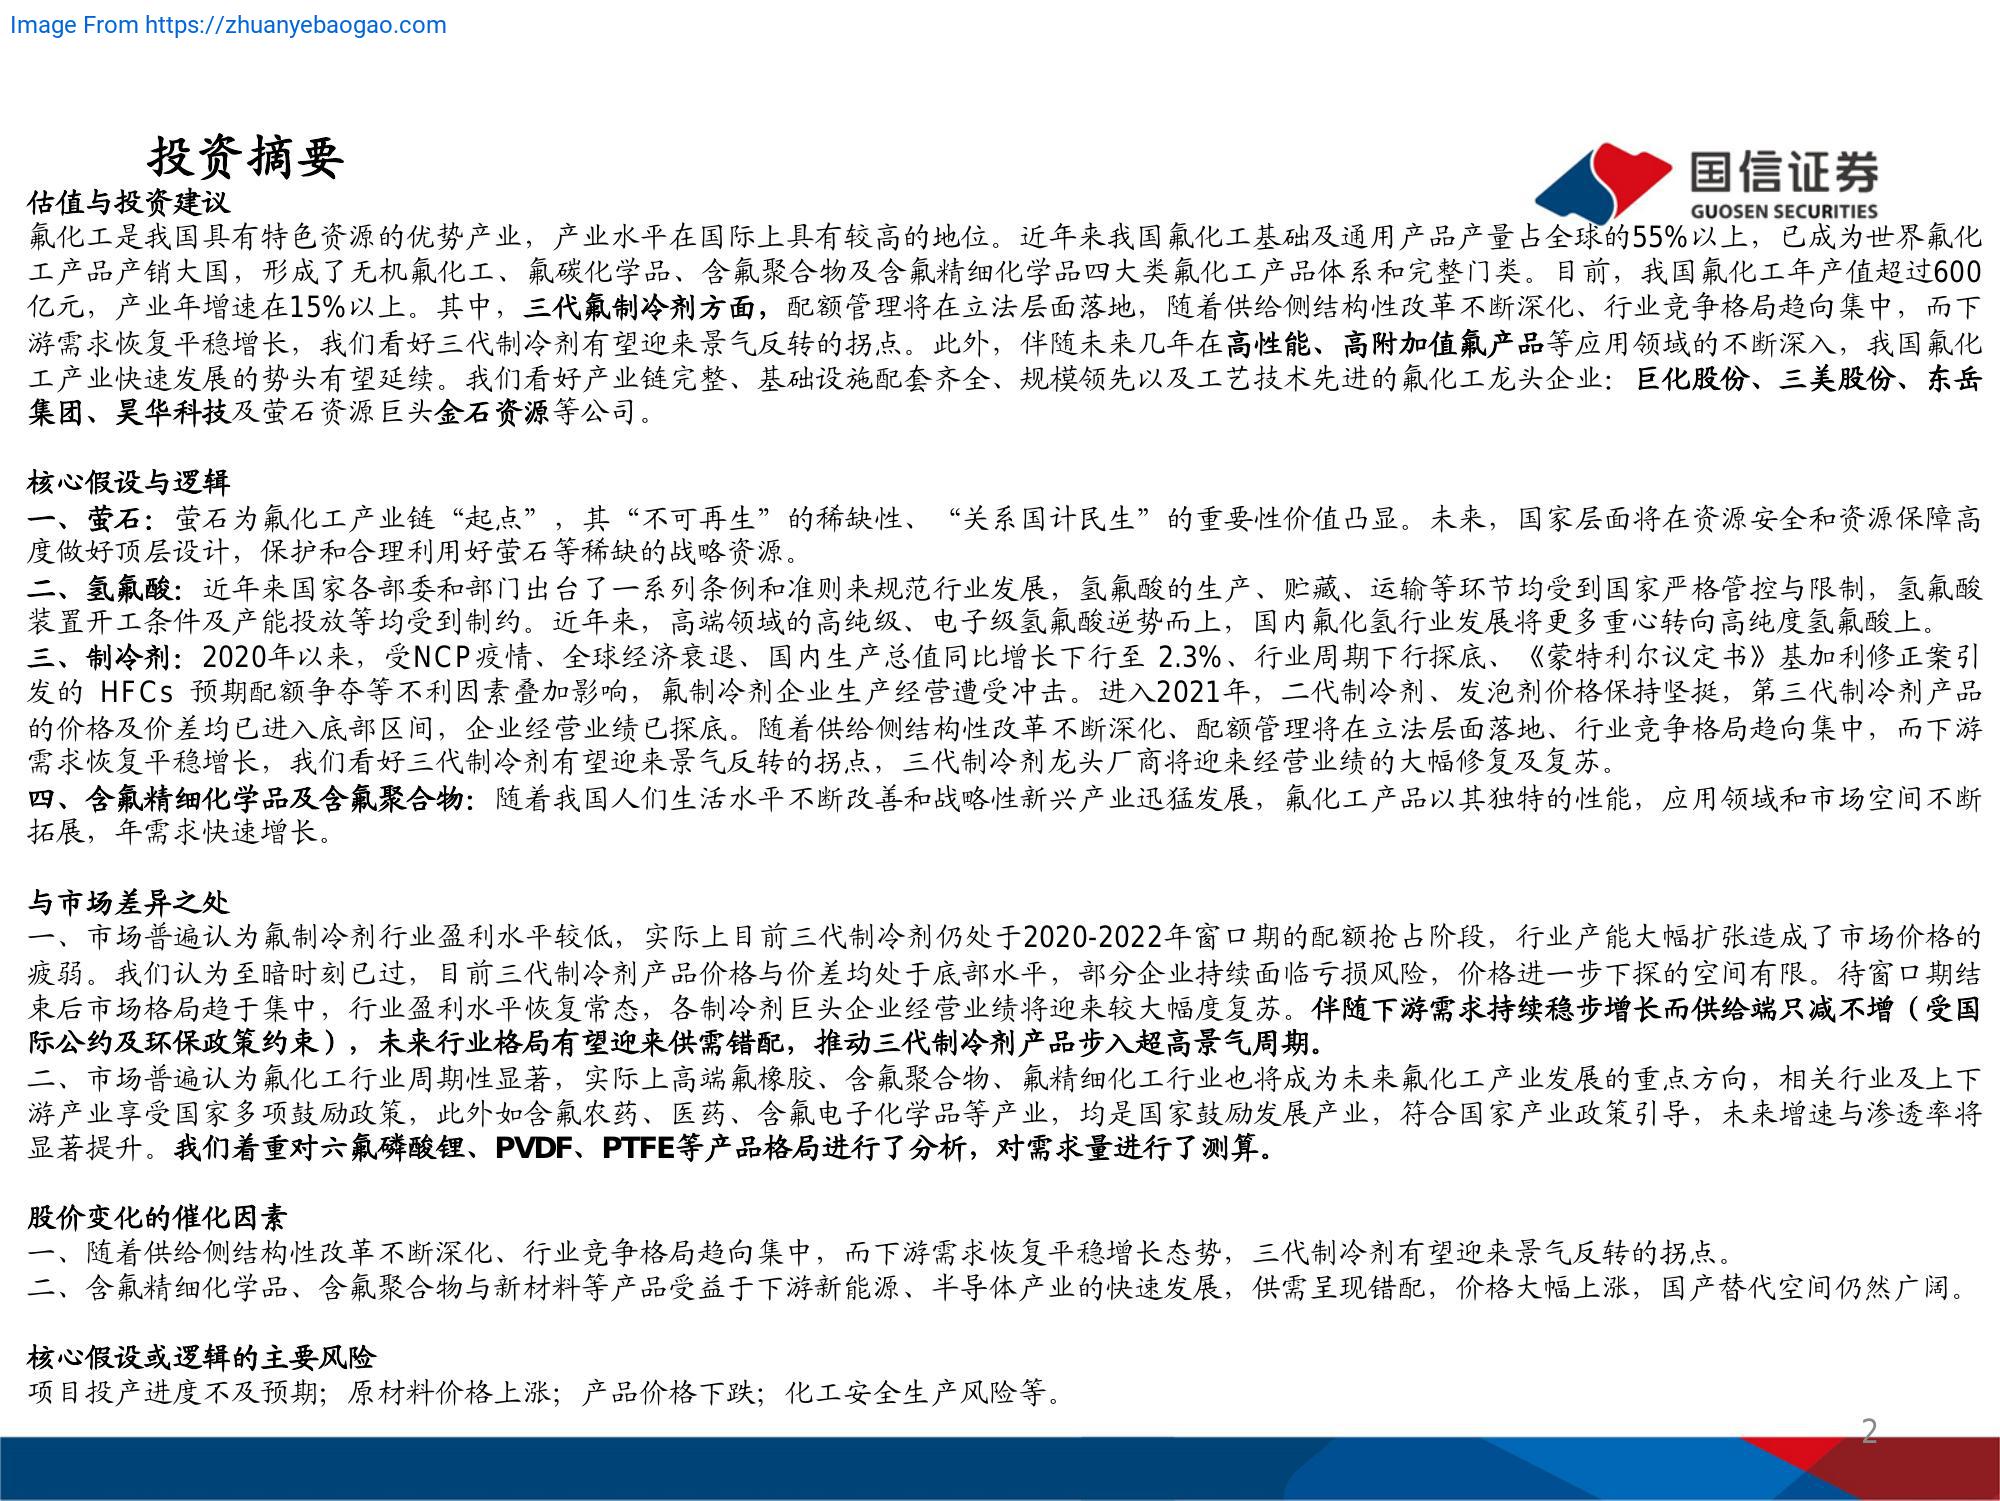 Image From https://zhuanyebaogao.com
投资摘要
国信证券
GUOSEN SECURITIES
估值与投资建议
氟化工是我国具有特色资源的优势产业，产业水平在国际上具有较高的地位。近年来我国氟化工基础及通用产品产量占全球的55%以上，已成为世界氟化
工产品产销大国，形成了无机氟化工、氟碳化学品、含氟聚合物及含氟精细化学品四大类氟化工产品体系和完整门类。目前，我国氟化工年产值超过600
亿元，产业年增速在15%以上。其中，三代氟制冷剂方面，配额管理将在立法层面落地，随着供给侧结构性改革不断深化、行业竞争格局趋向集中，而下
游需求恢复平稳增长，我们看好三代制冷剂有望迎来景气反转的拐点。此外，伴随未来几年在高性能、高附加值氟产品等应用领域的不断深入，我国氟化
工产业快速发展的势头有望延续。我们看好产业链完整、基础设施配套齐全、规模领先以及工艺技术先进的氟化工龙头企业：巨化股份、三美股份、东岳
集团、昊华科技及萤石资源巨头金石资源等公司。
核心假设与逻辑
一、萤石：萤石为氟化工产业链“起点”，其“不可再生”的稀缺性、“关系国计民生”的重要性价值凸显。未来，国家层面将在资源安全和资源保障高
度做好顶层设计，保护和合理利用好萤石等稀缺的战略资源。
二、氢氟酸：近年来国家各部委和部门出台了一系列条例和准则来规范行业发展，氢氟酸的生产、贮藏、运输等环节均受到国家严格管控与限制，氢氟酸
装置开工条件及产能投放等均受到制约。近年来，高端领域的高纯级、电子级氢氟酸逆势而上，国内氟化氢行业发展将更多重心转向高纯度氢氟酸上。
三、制冷剂：2020年以来，受NCP疫情、全球经济衰退、国内生产总值同比增长下行至 2.3%、行业周期下行探底、《蒙特利尔议定书》基加利修正案引
发的 HFCs 预期配额争夺等不利因素叠加影响，氟制冷剂企业生产经营遭受冲击。进入2021年，二代制冷剂、发泡剂价格保持坚挺，第三代制冷剂产品
的价格及价差均已进入底部区间，企业经营业绩已探底。随着供给侧结构性改革不断深化、配额管理将在立法层面落地、行业竞争格局趋向集中，而下游
需求恢复平稳增长，我们看好三代制冷剂有望迎来景气反转的拐点，三代制冷剂龙头厂商将迎来经营业绩的大幅修复及复苏。
四、含氟精细化学品及含氟聚合物：随着我国人们生活水平不断改善和战略性新兴产业迅猛发展，氟化工产品以其独特的性能，应用领域和市场空间不断
拓展，年需求快速增长。
与市场差异之处
一、市场普遍认为氟制冷剂行业盈利水平较低，实际上目前三代制冷剂仍处于2020-2022年窗口期的配额抢占阶段，行业产能大幅扩张造成了市场价格的
疲弱。我们认为至暗时刻已过，目前三代制冷剂产品价格与价差均处于底部水平，部分企业持续面临亏损风险，价格进一步下探的空间有限。待窗口期结
束后市场格局趋于集中，行业盈利水平恢复常态，各制冷剂巨头企业经营业绩将迎来较大幅度复苏。伴随下游需求持续稳步增长而供给端只减不增（受国
际公约及环保政策约束），未来行业格局有望迎来供需错配，推动三代制冷剂产品步入超高景气周期。
二、市场普遍认为氟化工行业周期性显著，实际上高端氟橡胶、含氟聚合物、氟精细化工行业也将成为未来氟化工产业发展的重点方向，相关行业及上下
游产业享受国家多项鼓励政策，此外如含氟农药、医药、含氟电子化学品等产业，均是国家鼓励发展产业，符合国家产业政策引导，未来增速与渗透率将
显著提升。我们着重对六氟磷酸锂、PVDF、PTFE等产品格局进行了分析，对需求量进行了测算。
股价变化的催化因素
一、随着供给侧结构性改革不断深化、行业竞争格局趋向集中，而下游需求恢复平稳增长态势，三代制冷剂有望迎来景气反转的拐点。
二、含氟精细化学品、含氟聚合物与新材料等产品受益于下游新能源、半导体产业的快速发展，供需呈现错配，价格大幅上涨，国产替代空间仍然广阔。
核心假设或逻辑的主要风险
项目投产进度不及预期；原材料价格上涨；产品价格下跌；化工安全生产风险等。
2